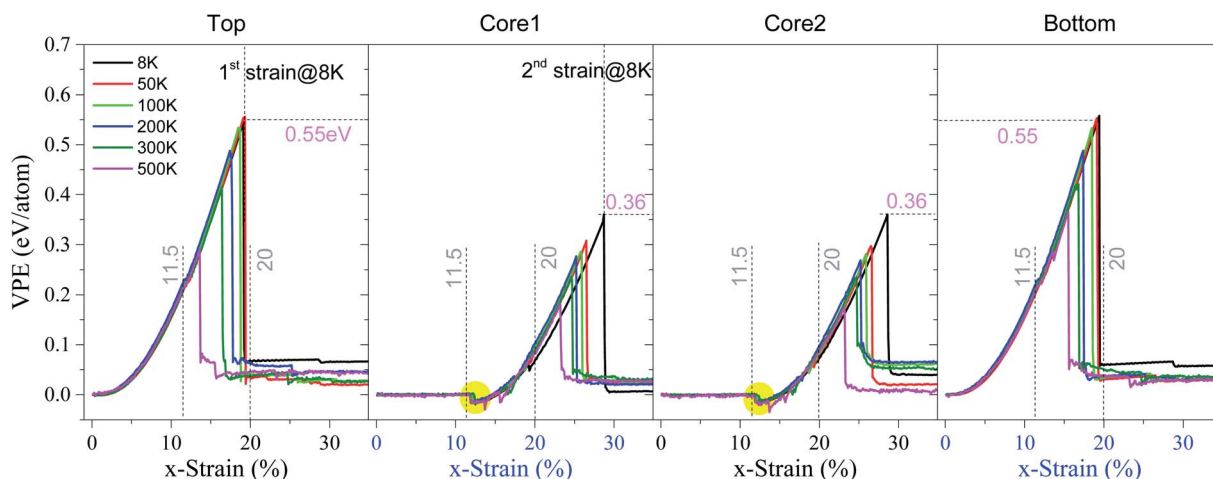 Top
Core1
Core2
Bottom
VPE (eV/atom)
0.7
0.6
0.5
0.4
0.3
0.2
0.1
0.0
8K
50K
100K
200K
300K
500K
1st strain@8K
0.55eV
11.5
20
0 10 20 30
x-Strain (%)
2nd strain@8K
0.36
11.5
20
0 10 20 30
x-Strain (%)
0.36
11.5
20
0 10 20 30
x-Strain (%)
0.55
11.5
20
0 10 20 30
x-Strain (%)